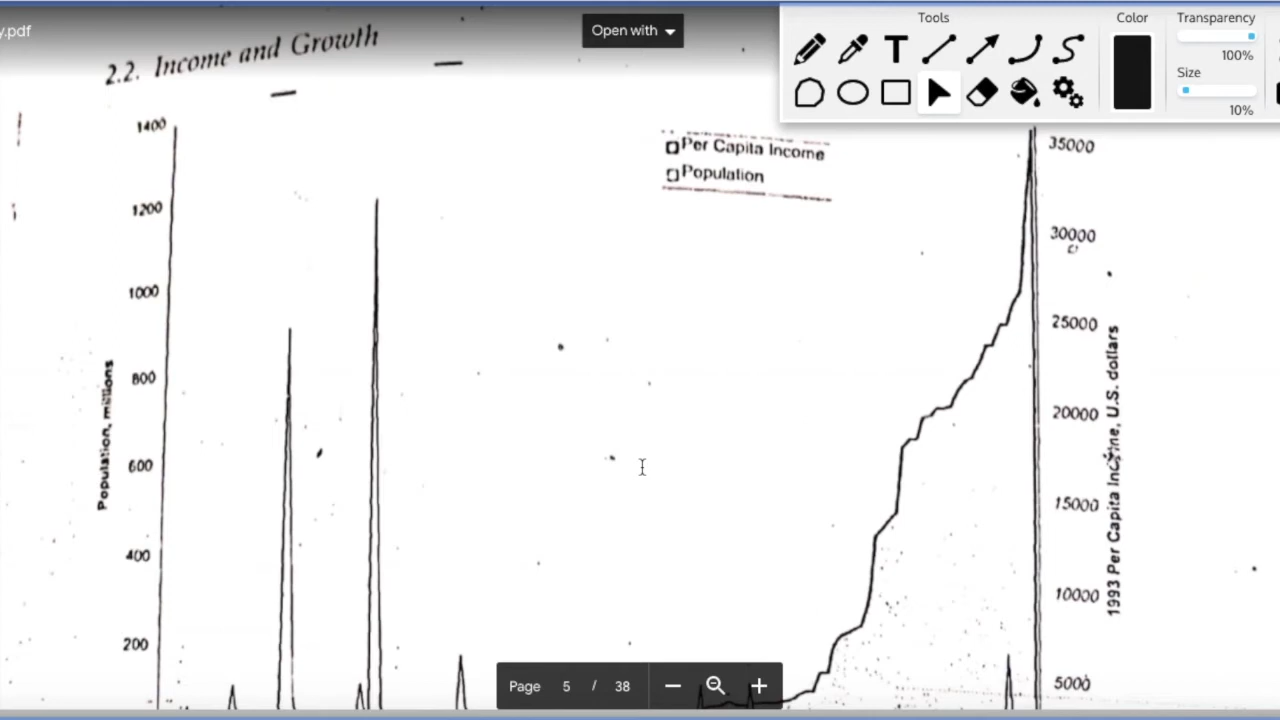 y.pdf
Open with
Tools
Color
Transparency
100%
Size
10%
T
2.2. Income and Growth
1400
1200
1000
800
600
400
200
Population, millions
Per Capita Income
Population
35000
30000
25000
20000
15000
10000
5000
1993 Per Capita Income, U.S. dollars
Page 5 / 38